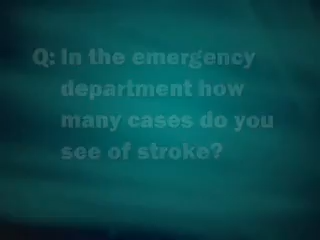 Q: In the emergency
department how
many cases do you
see of stroke?